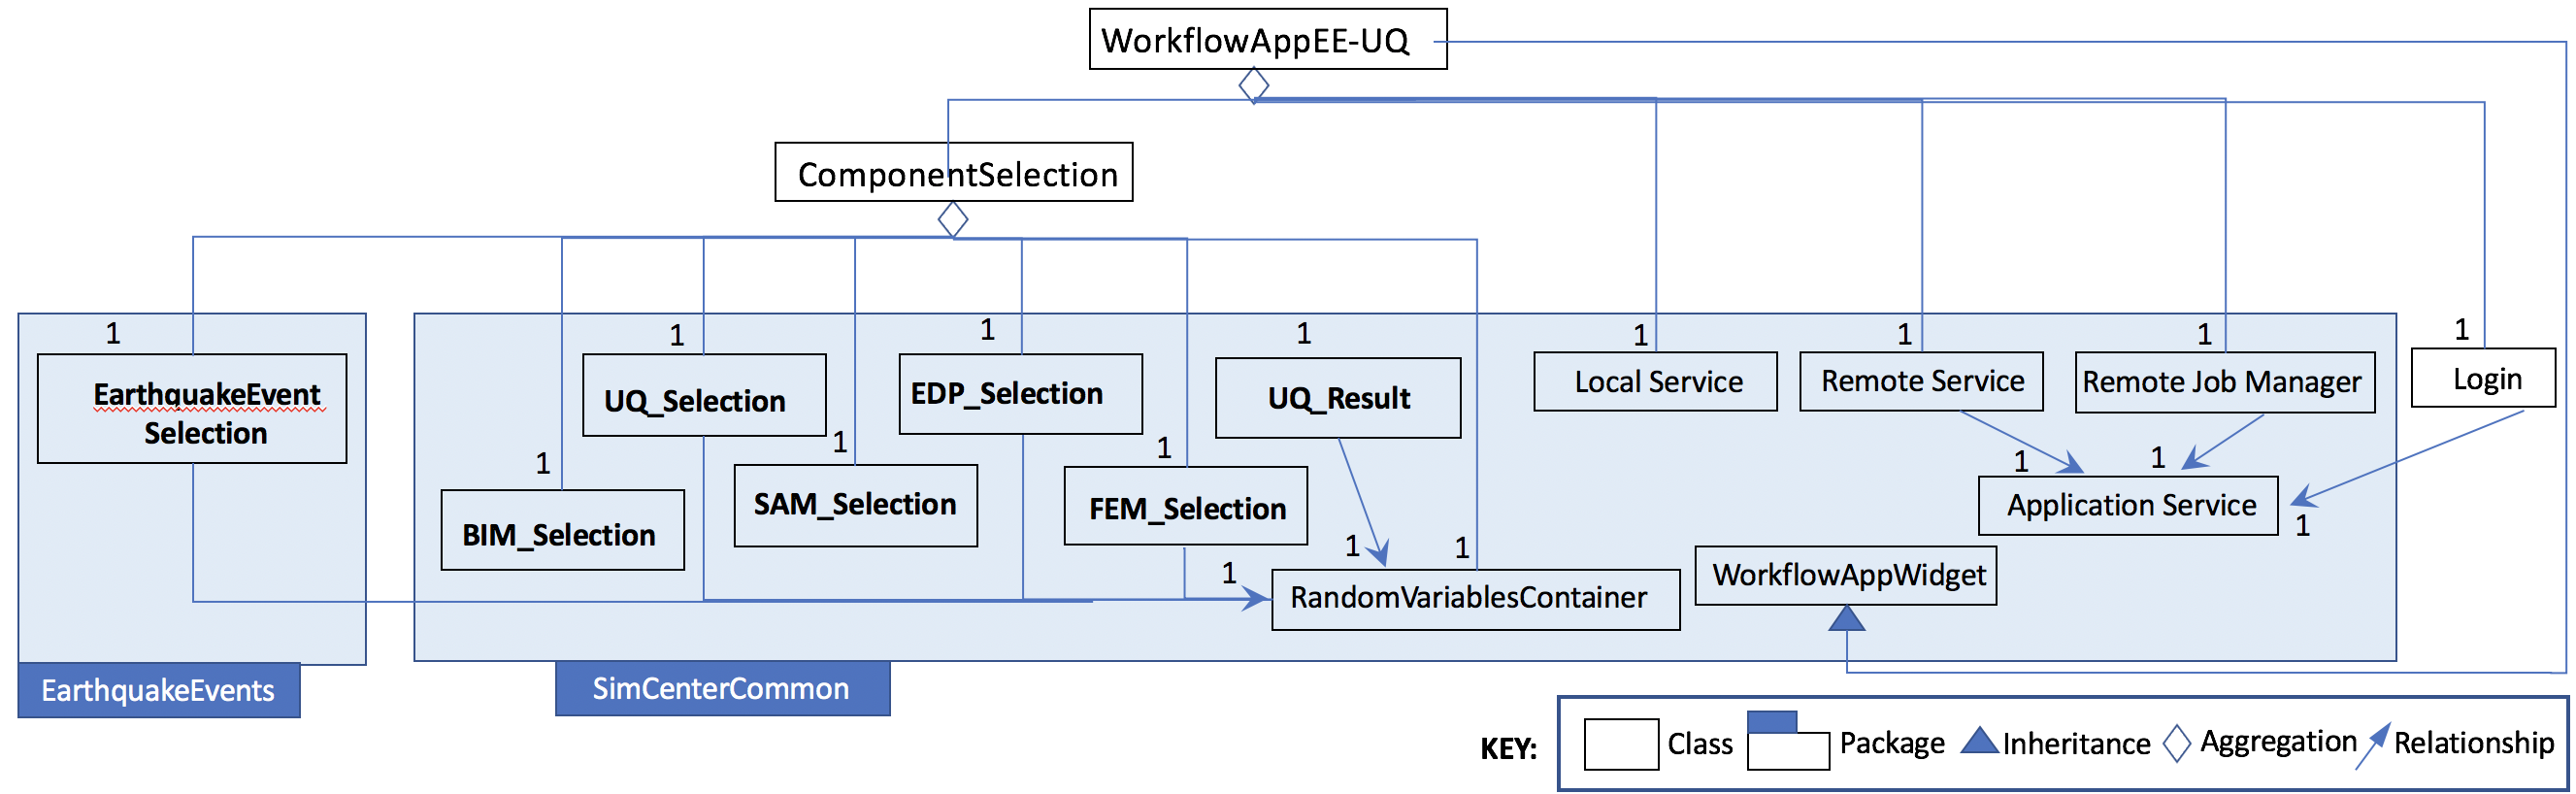 WorkflowAppEE-UQ
ComponentSelection
1
EarthquakeEvent
Selection
1
UQ_Selection
1
EDP_Selection
1
UQ_Result
1
Local Service
1
Remote Service
1
Remote Job Manager
1
Login
1
BIM_Selection
1
SAM_Selection
1
FEM_Selection
1
1
1
Application Service
1
1
1
1
RandomVariablesContainer
WorkflowAppWidget
EarthquakeEvents
SimCenterCommon
KEY:
Class
Package
Inheritance
Aggregation
Relationship